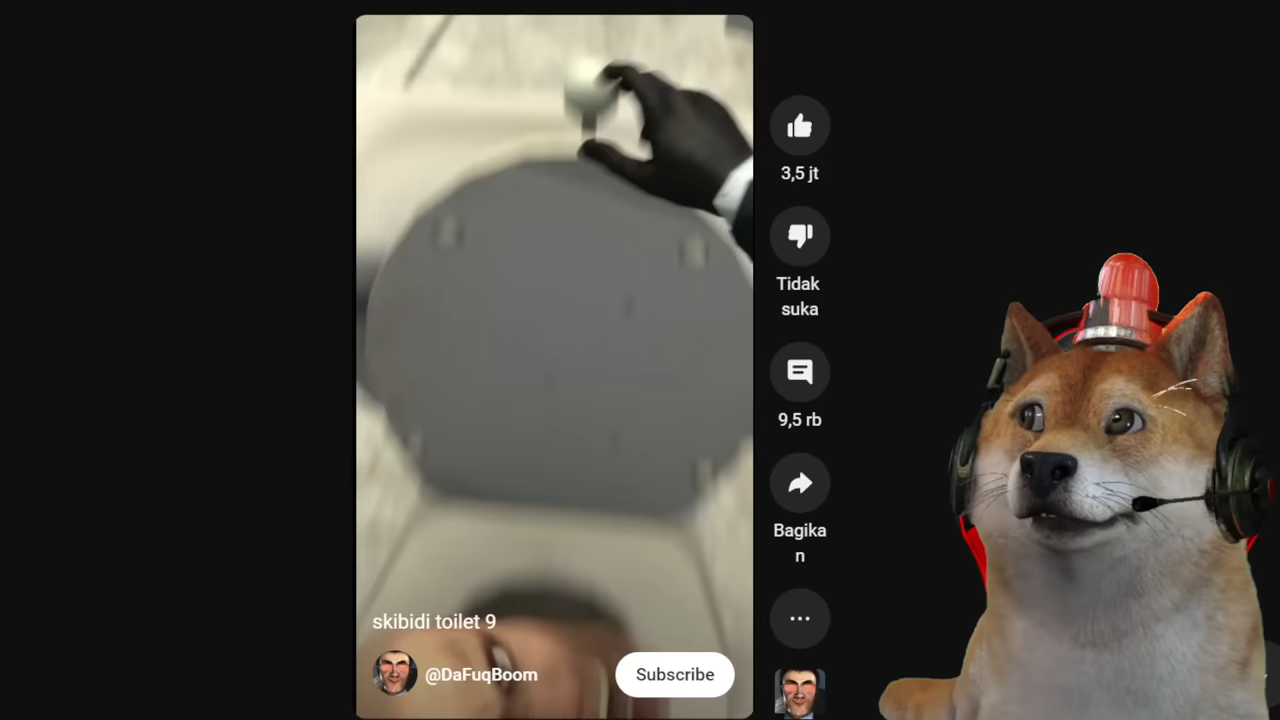 3,5 jt
Tidak
suka
9,5 rb
Bagika
n
skibidi toilet 9
@DaFuqBoom
Subscribe